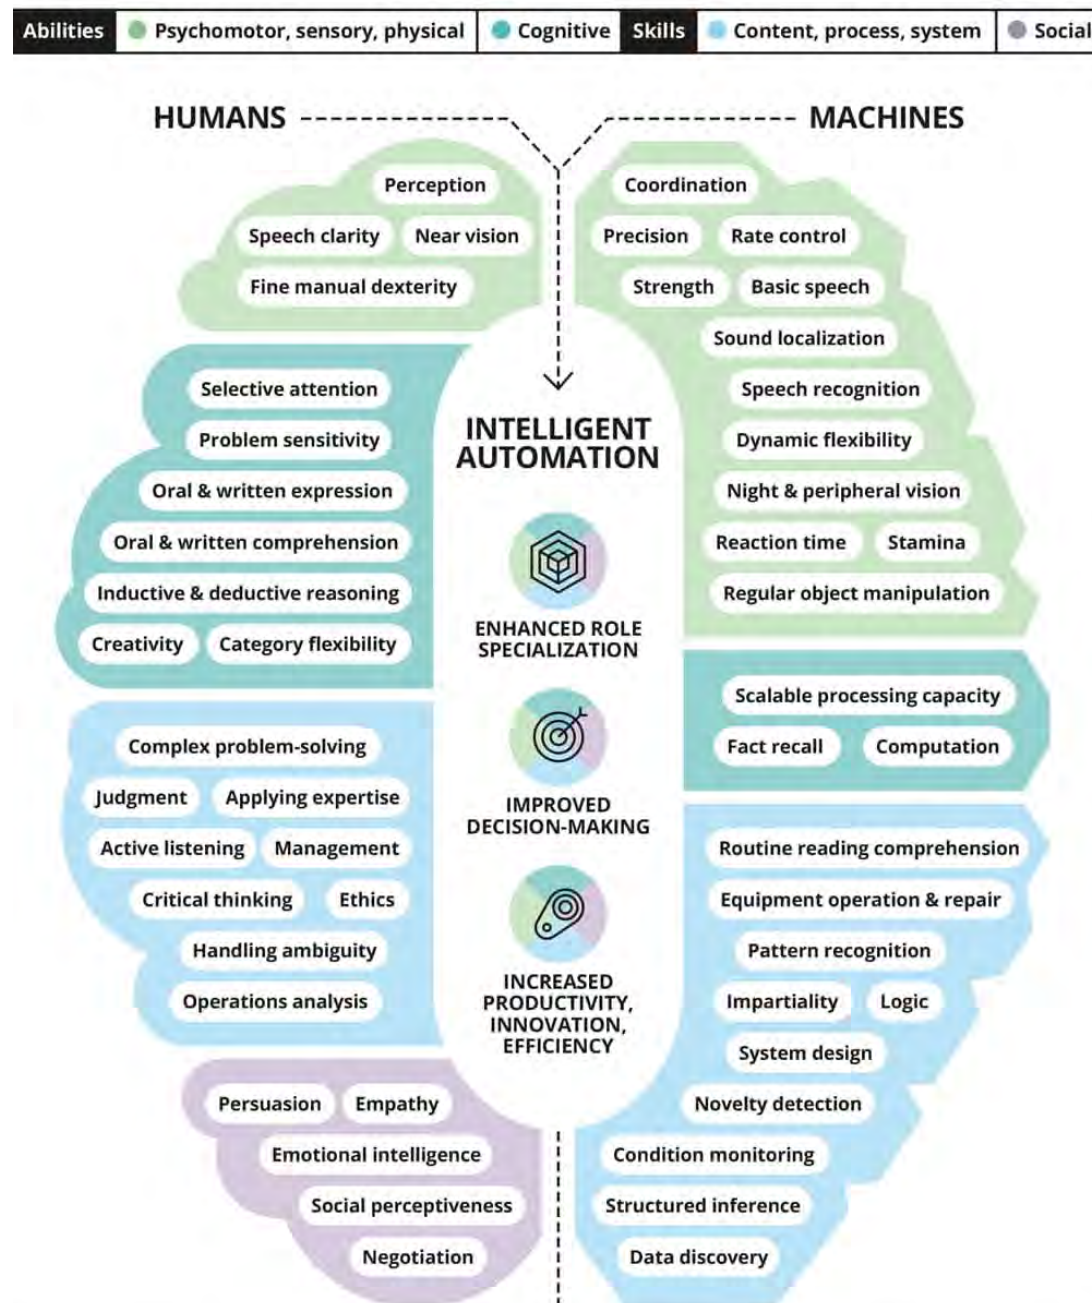 Abilities Psychomotor, sensory, physical Cognitive Skills Content, process, system Social
HUMANS MACHINES
Perception
Speech clarity Near vision
Fine manual dexterity
Selective attention
Problem sensitivity
Oral & written expression
Oral & written comprehension
Inductive & deductive reasoning
Creativity Category flexibility
Complex problem-solving
Judgment Applying expertise
Active listening Management
Critical thinking Ethics
Handling ambiguity
Operations analysis
Persuasion Empathy
Emotional intelligence
Social perceptiveness
Negotiation
INTELLIGENT
AUTOMATION
ENHANCED ROLE
SPECIALIZATION
IMPROVED
DECISION-MAKING
INCREASED
PRODUCTIVITY,
INNOVATION,
EFFICIENCY
Coordination
Precision Rate control
Strength Basic speech
Sound localization
Speech recognition
Dynamic flexibility
Night & peripheral vision
Reaction time Stamina
Regular object manipulation
Scalable processing capacity
Fact recall Computation
Routine reading comprehension
Equipment operation & repair
Pattern recognition
Impartiality Logic
System design
Novelty detection
Condition monitoring
Structured inference
Data discovery